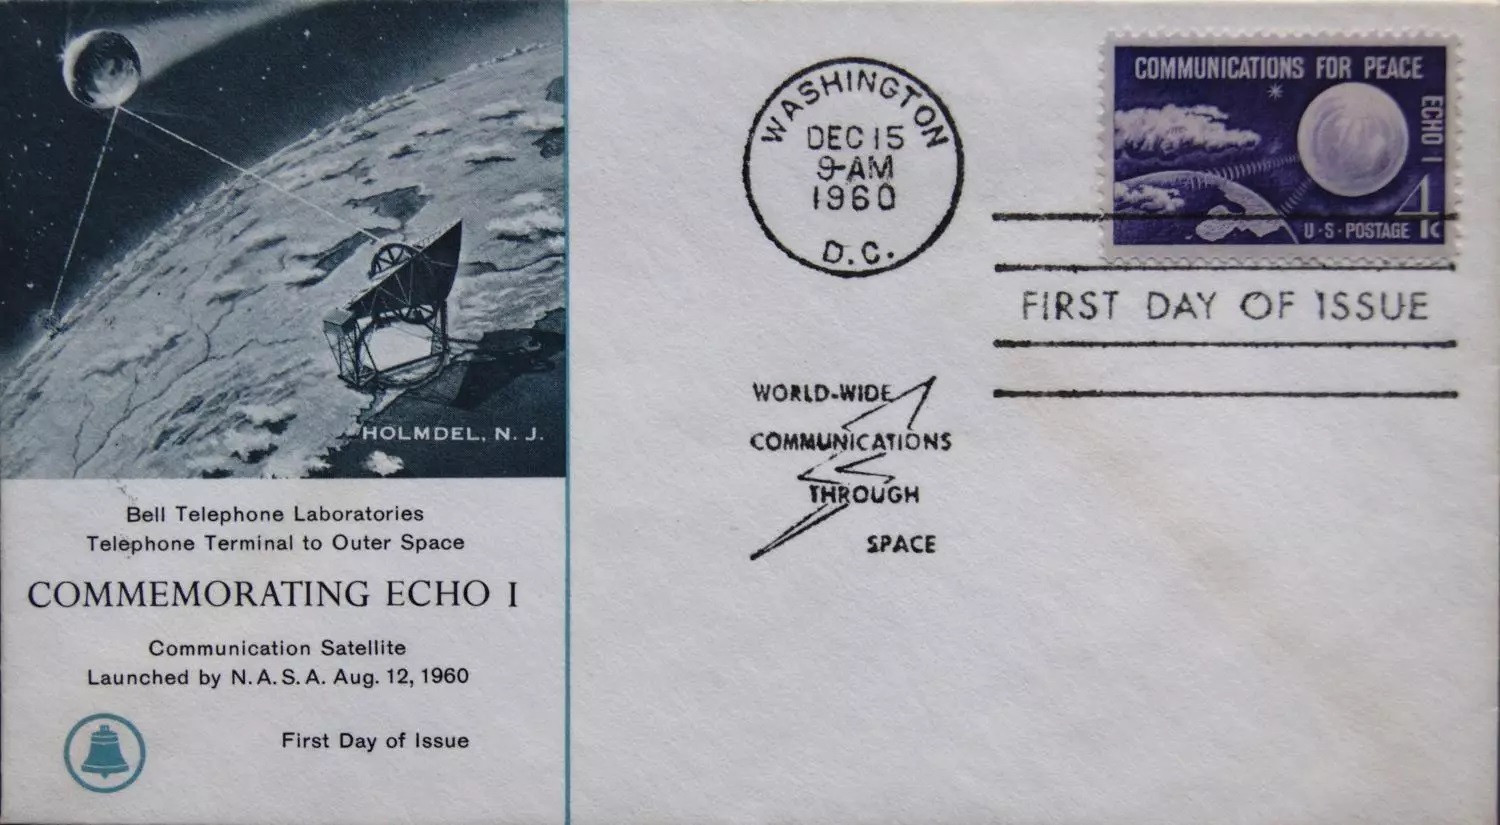 HOLMDEL, N. J.
Bell Telephone Laboratories
Telephone Terminal to Outer Space
COMMEMORATING ECHO I
Communication Satellite
Launched by N.A.S.A. Aug. 12, 1960
First Day of Issue
WASHINGTON
DEC 15
9-AM
1960
D.C.
COMMUNICATIONS FOR PEACE
ECHO I
4c
U·S·POSTAGE
FIRST DAY OF ISSUE
WORLD-WIDE
COMMUNICATIONS
THROUGH
SPACE